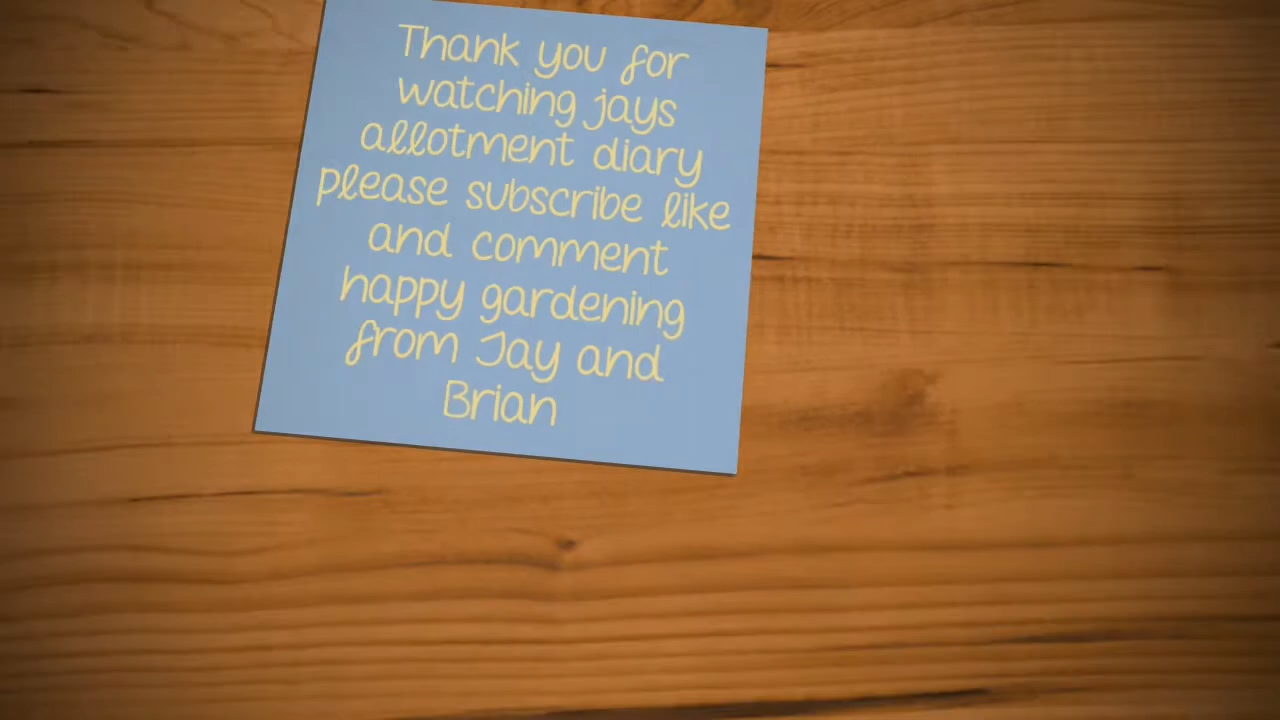 Thank you for
watching jays
allotment diary
please subscribe like
and comment
happy gardening
from Jay and
Brian